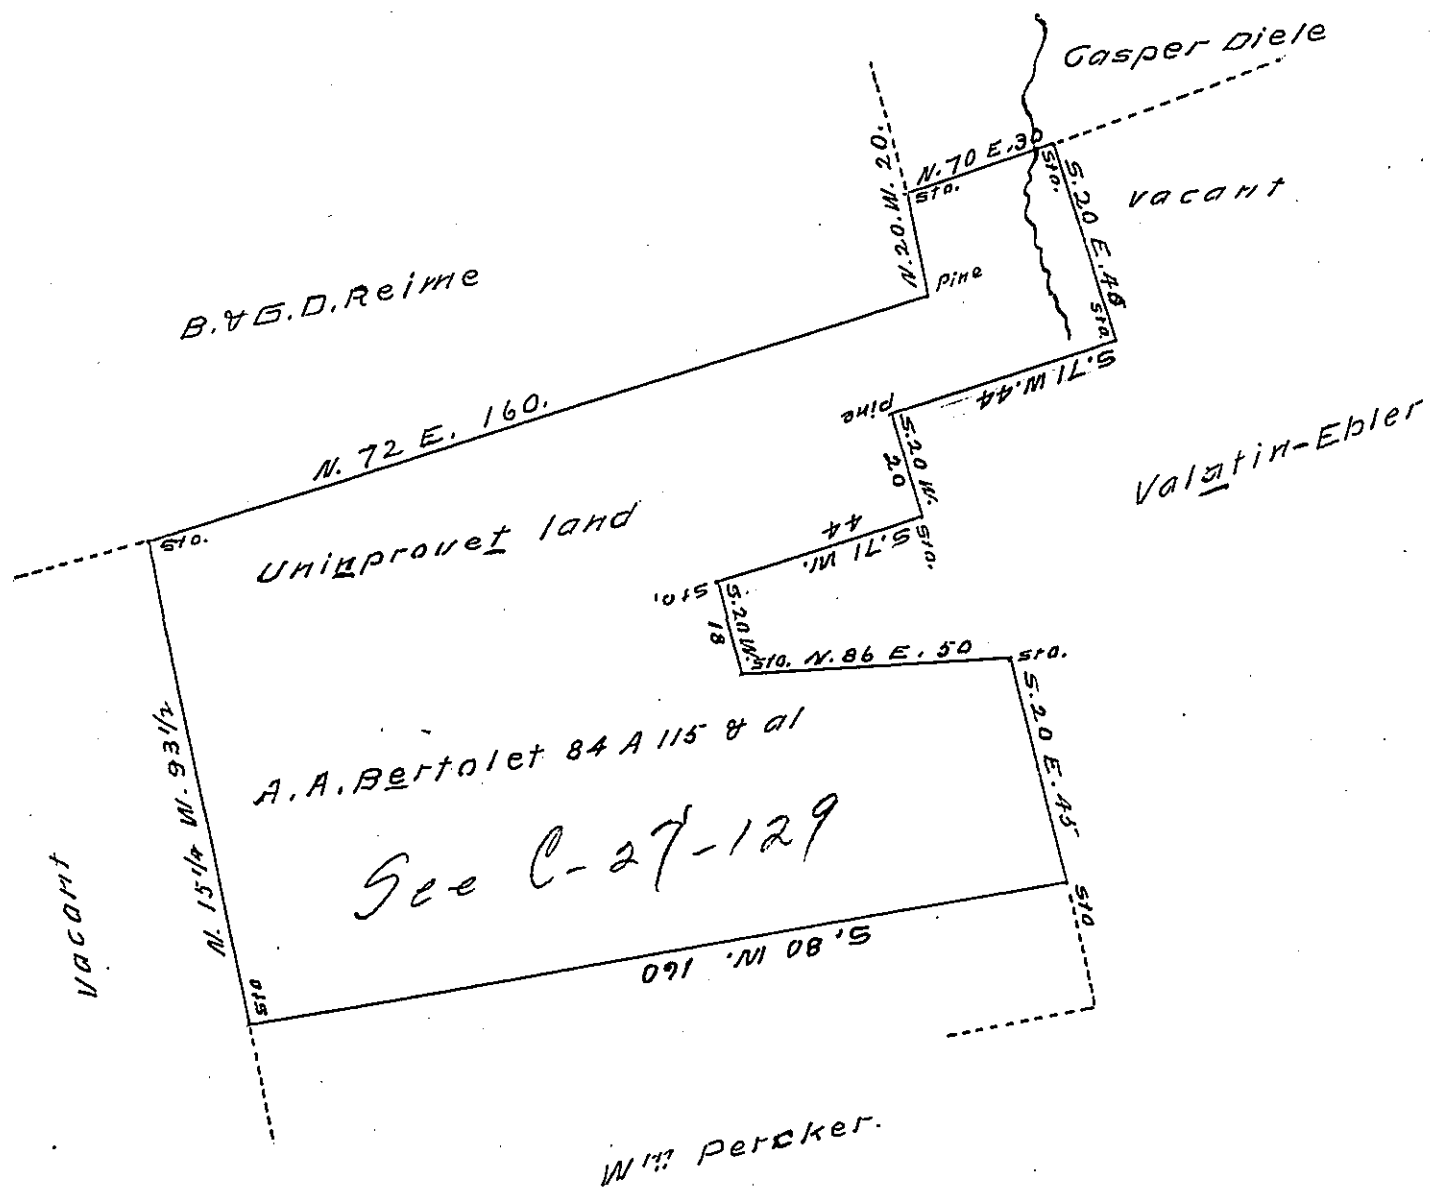 Casper Diele
N. 70 E. 30
Sto.
Sto.
S. 20 E. 40
Sto.
vacant
N. 20. W. 20.
Pine
B. & G. D. Reime
N. 72 E. 160.
S. 71 W. 44
Pine
S. 20 W.
20
Valatin-Ebler
Sto.
Uninprovet land
44
S. 71 W.
Sto.
Sto.
S. 20 W.
18
Sto. N. 86 E. 50
Sto.
S. 20 E. 45
Sto
N. 15 1/4 W. 93 1/2
A. A. Bertolet 84 A 115 & al
See C-27-129
Vacant
S. 80 W. 160
Sto
Wm Percker.